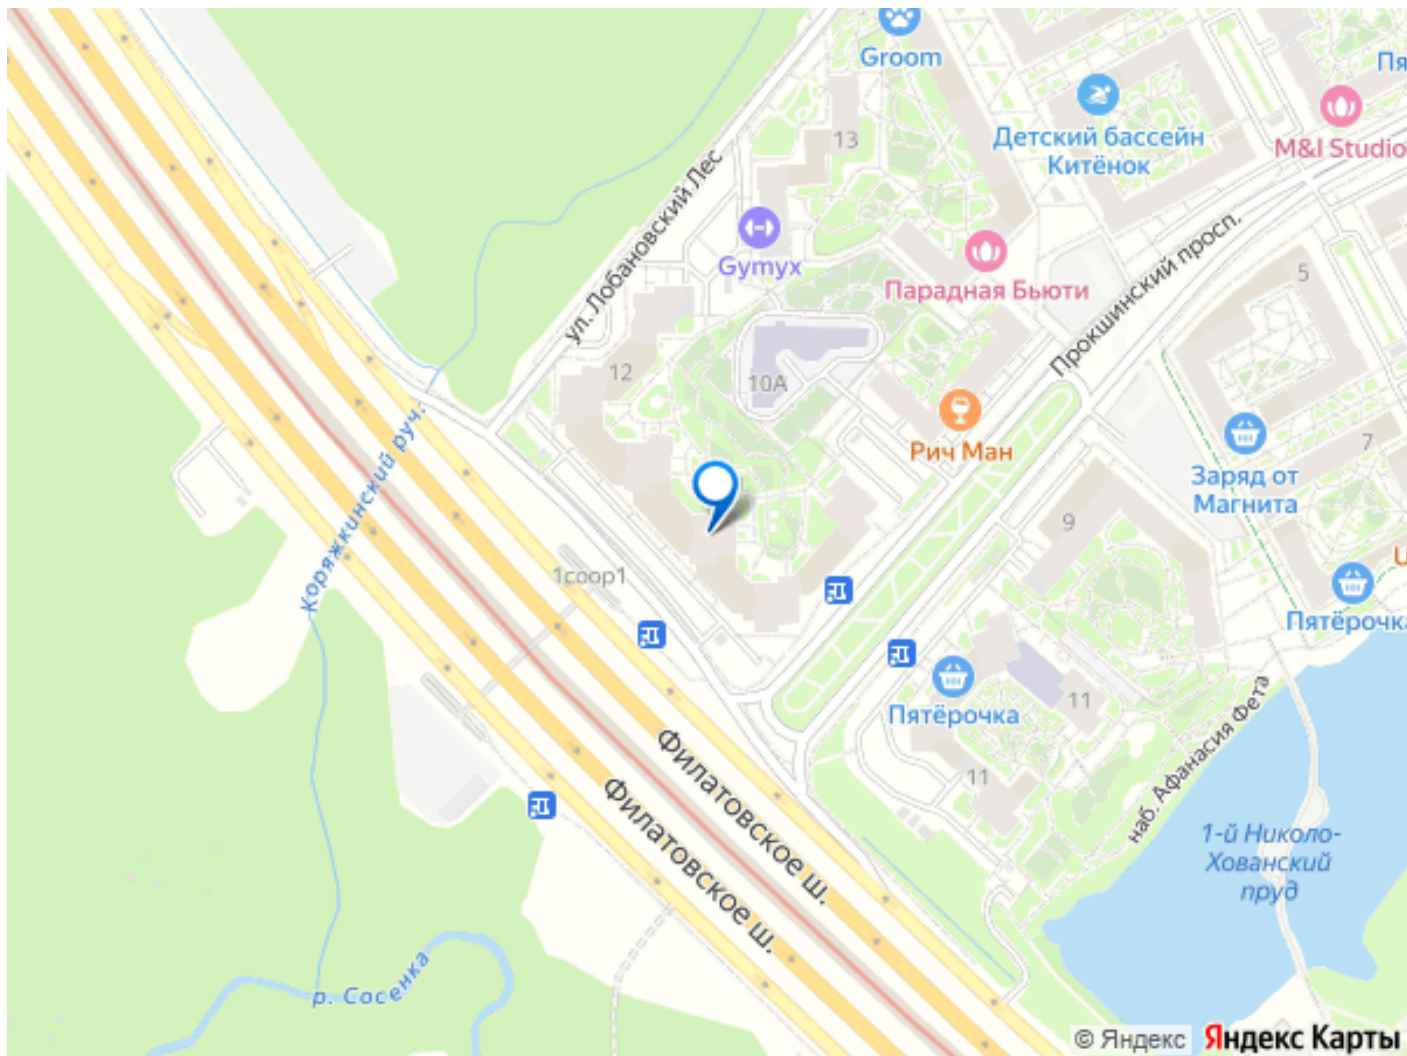 Groom
Пя
Детский бассейн
Китёнок
M&I Studio
13
ул. Лобановский Лес
Gymyx
Парадная Бьюти
Прокшинский просп.
5
12
10А
Рич Ман
7
Заряд от
Магнита
Коряжкинский руч.
9
1соор1
U
Пятёрочка
Пятёрочка
11
11
наб. Афанасия Фета
Филатовское ш.
Филатовское ш.
1-й Николо-
Хованский
пруд
р. Сосенка
© Яндекс Яндекс Карты